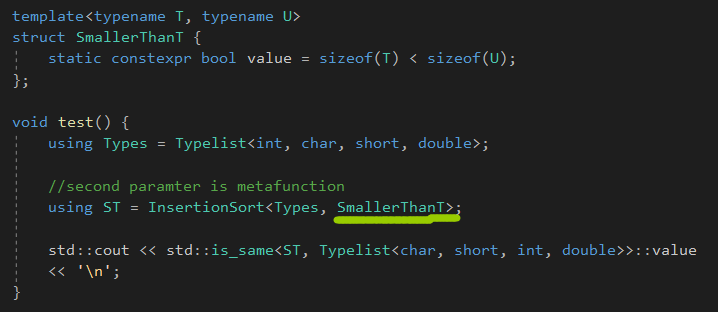 template<typename T, typename U>
struct SmallerThanT {
static constexpr bool value = sizeof(T) < sizeof(U);
};
void test() {
using Types = Typelist<int, char, short, double>;
//second paramter is metafunction
using ST = InsertionSort<Types, SmallerThanT>;
std::cout << std::is_same<ST, Typelist<char, short, int, double>>::value
<< '\n';
}